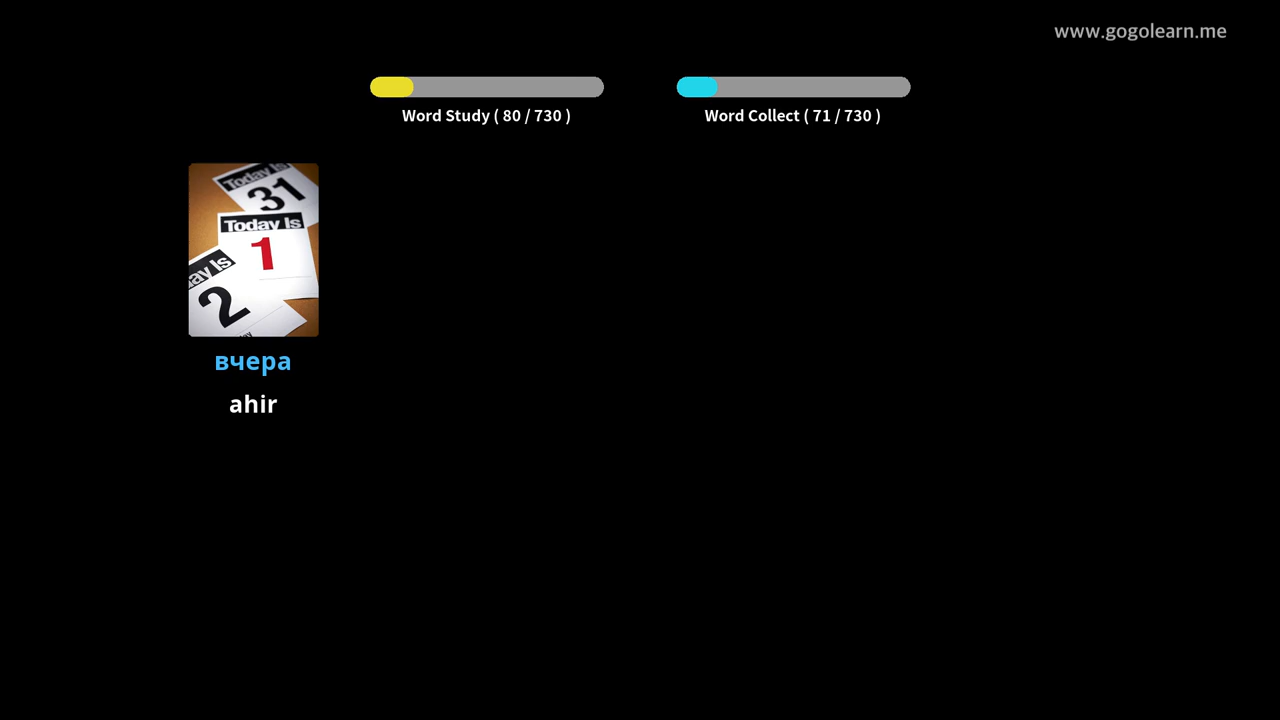 www.gogolearn.me
Word Study ( 80 / 730 )
Word Collect ( 71 / 730 )
Today Is
31
Today Is
1
ay Is
2
вчера
ahir